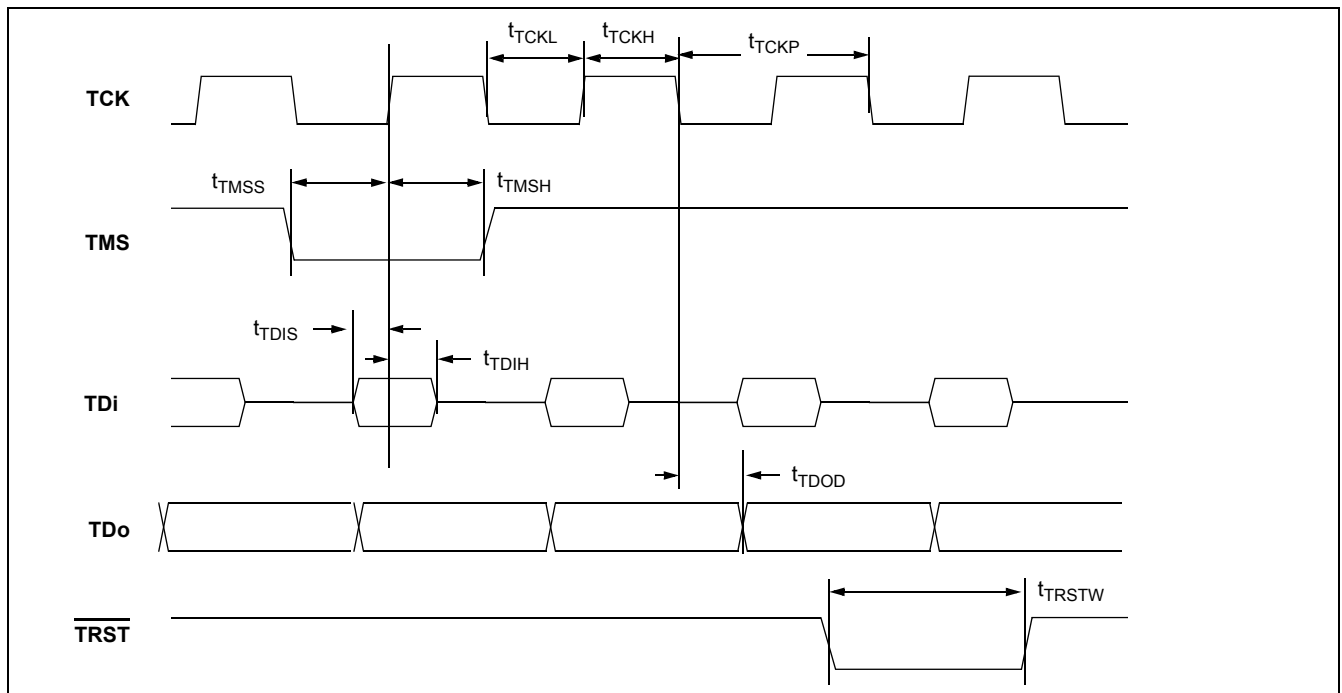 tTCKL tTCKH tTCKP
TCK
tTMSS tTMSH
TMS
tTDIS
tTDIH
TDi
tTDOD
TDo
tTRSTW
TRST